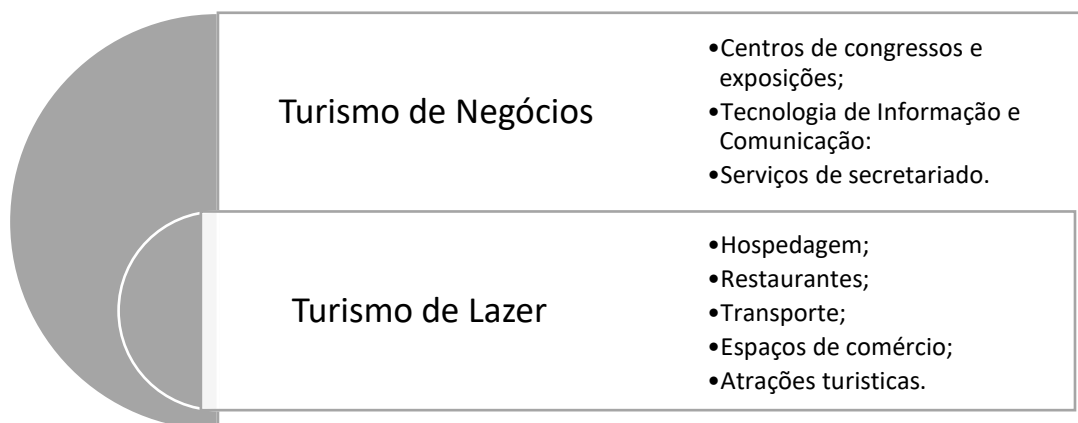 Turismo de Negócios
•Centros de congressos e
exposições;
•Tecnologia de Informação e
Comunicação:
•Serviços de secretariado.
Turismo de Lazer
•Hospedagem;
•Restaurantes;
•Transporte;
•Espaços de comércio;
•Atrações turisticas.